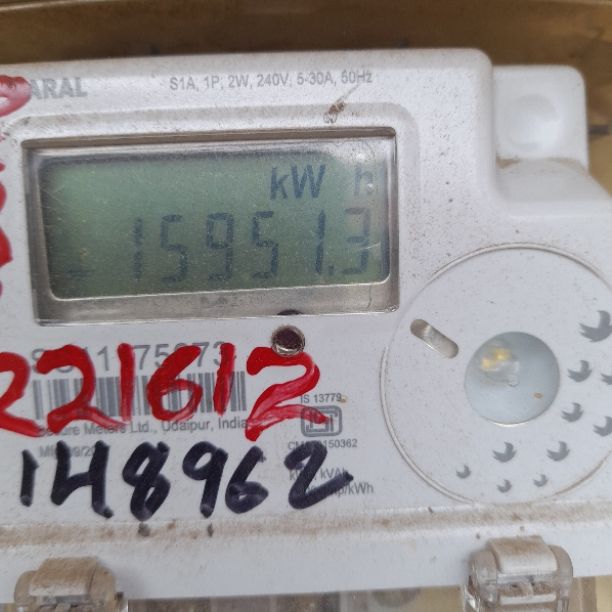 ARAL
S1A, 1P, 2W, 240V, 5-30A, 50Hz
kW h
15951.3
221612
IS 13779
Meters Ltd., Udaipur, India
148962